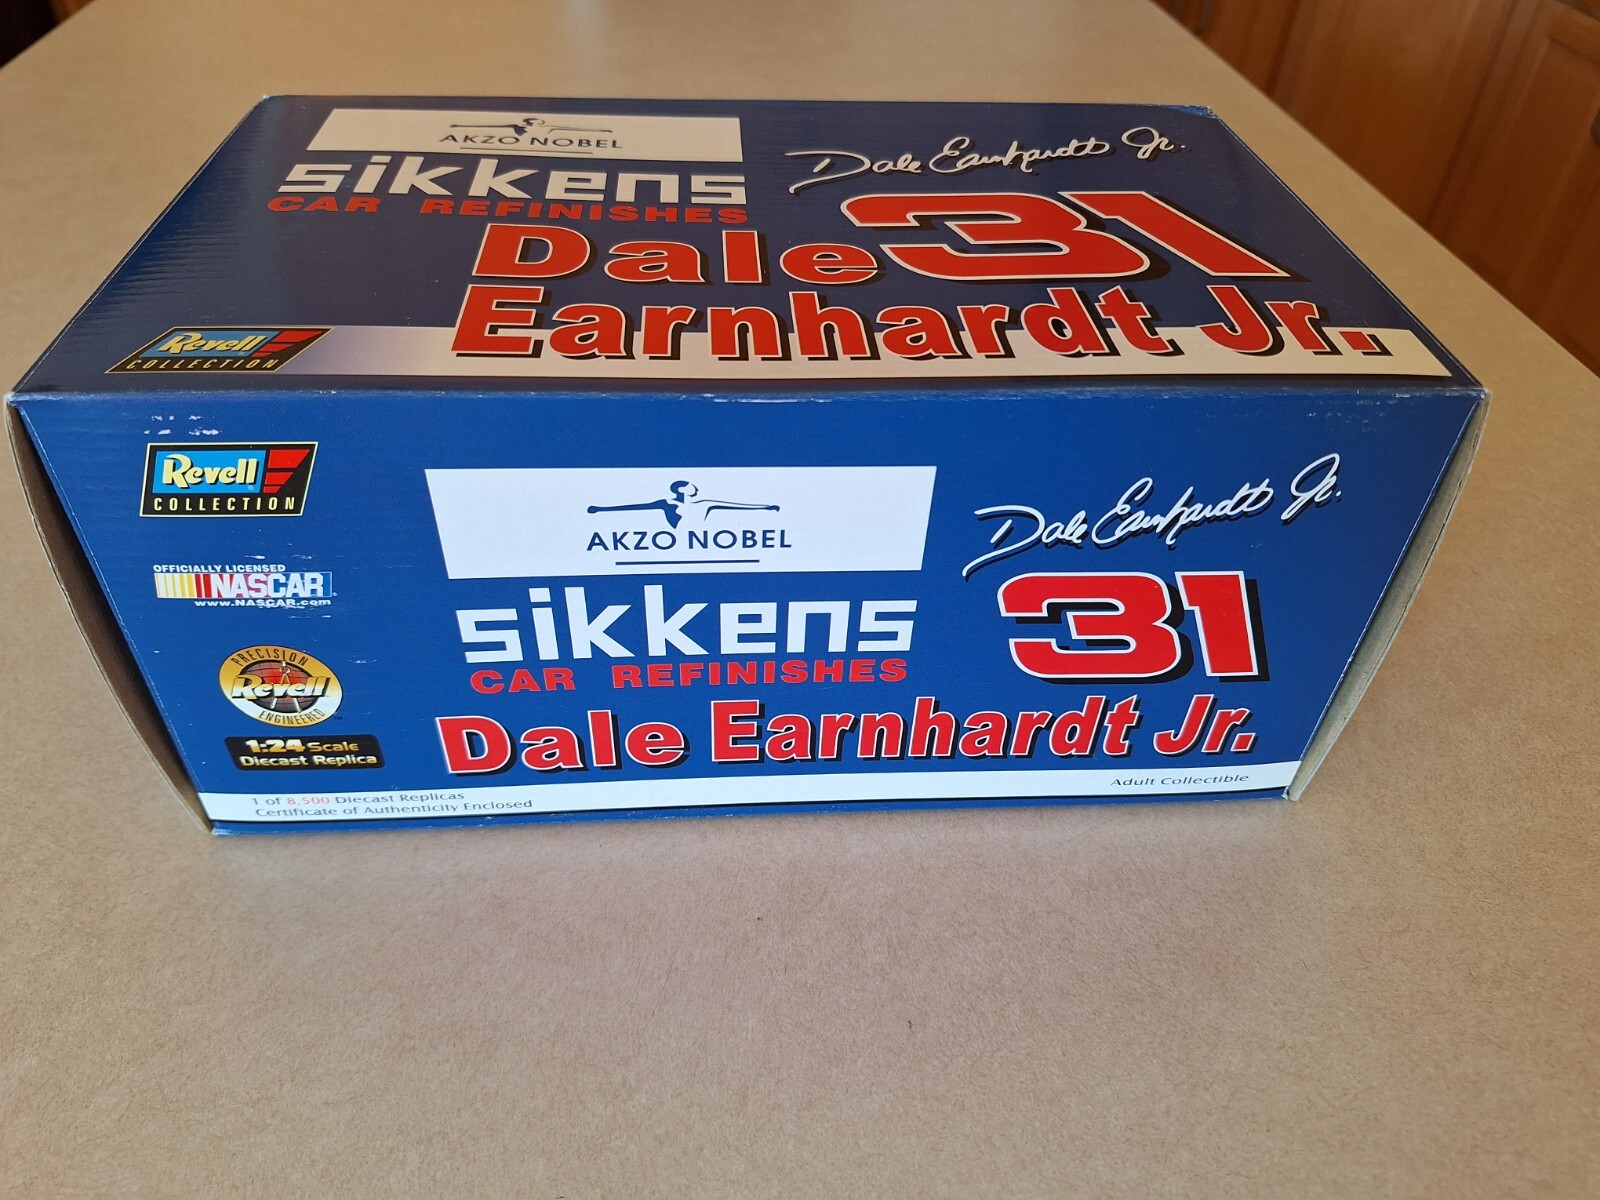 AKZO NOBEL
sikkens
CAR REFINISHES
Dale Earnhardt Jr.
31
Dale
Earnhardt Jr.
Revell
COLLECTION
Revell
COLLECTION
OFFICIALLY LICENSED
NASCAR
www.NASCAR.com
PRECISION
Revell
ENGINEERED
1:24 Scale
Diecast Replica
1 of 8,500 Diecast Replicas
Certificate of Authenticity Enclosed
AKZO NOBEL
sikkens
CAR REFINISHES
Dale Earnhardt Jr.
31
Dale Earnhardt Jr.
Adult Collectible